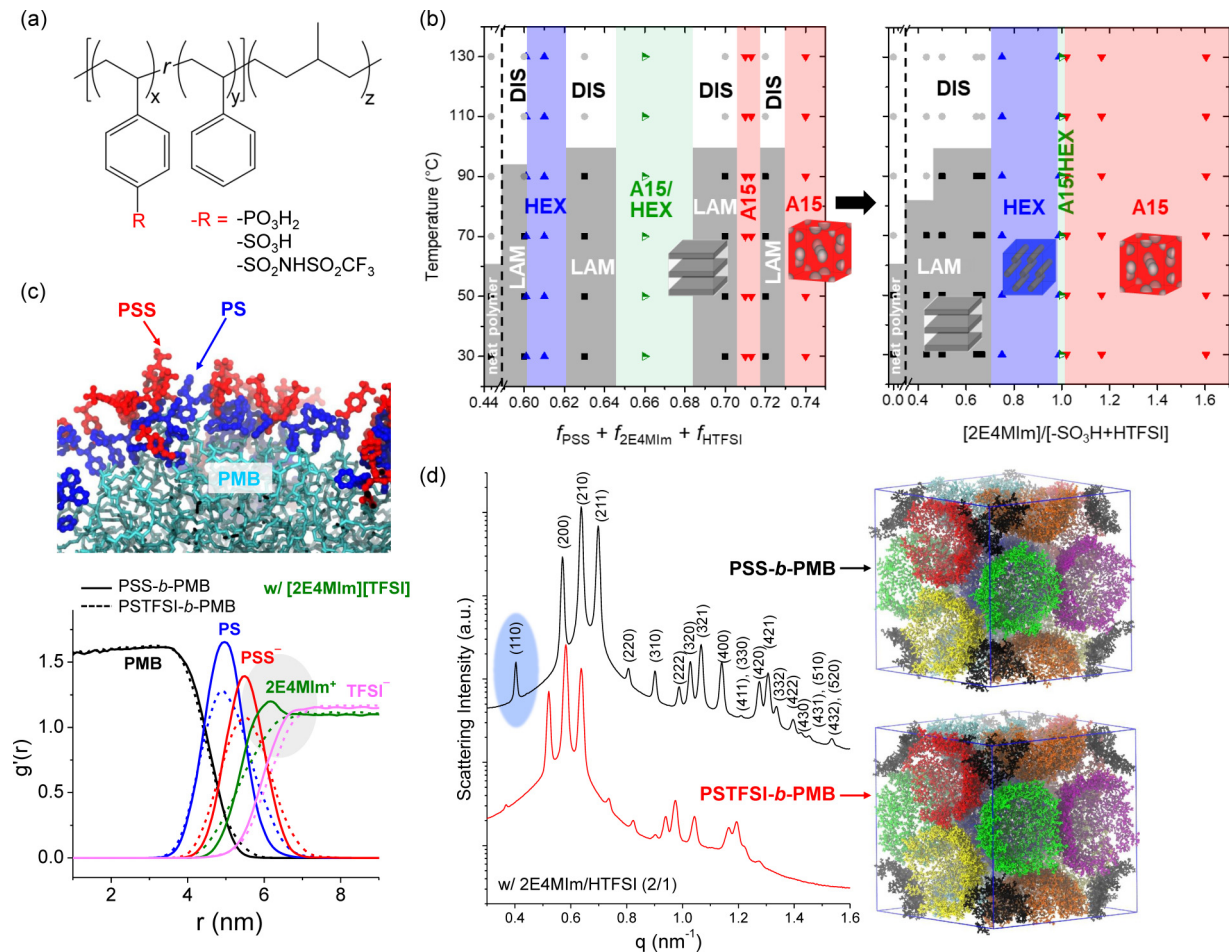 (a)
r
x
y
z
R
-R = -PO₃H₂
-SO₃H
-SO₂NHSO₂CF₃
(b)
Temperature (°C)
130
110
90
70
50
30
DIS
DIS
DIS
DIS
HEX
A15/
HEX
LAM
A15
A15
LAM
LAM
LAM
neat polymer
0.44 0.60 0.62 0.64 0.66 0.68 0.70 0.72 0.74
fPSS + f2E4MIm + fHTFSI
DIS
HEX
A15/HEX
A15
LAM
neat polymer
0.0 0.4 0.6 0.8 1.0 1.2 1.4 1.6
[2E4MIm]/[-SO₃H+HTFSI]
(c)
PSS
PS
PMB
PSS-b-PMB
PSTFSI-b-PMB
w/ [2E4MIm][TFSI]
PS
PMB
PSS⁻
2E4MIm⁺
TFSI⁻
g'(r)
1.5
1.0
0.5
0.0
2 4 6 8
r (nm)
(d)
Scattering Intensity (a.u.)
(110)
(200)
(210)
(211)
(220)
(310)
(222)
(320)
(321)
(400)
(411), (330)
(420)
(421)
(332)
(422)
(430)
(431), (510)
(432), (520)
PSS-b-PMB
PSTFSI-b-PMB
w/ 2E4MIm/HTFSI (2/1)
0.4 0.6 0.8 1.0 1.2 1.4 1.6
q (nm⁻¹)